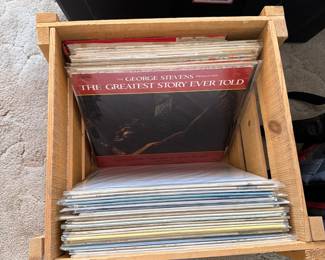 THE GEORGE STEVENS PRODUCTION
THE GREATEST STORY EVER TOLD